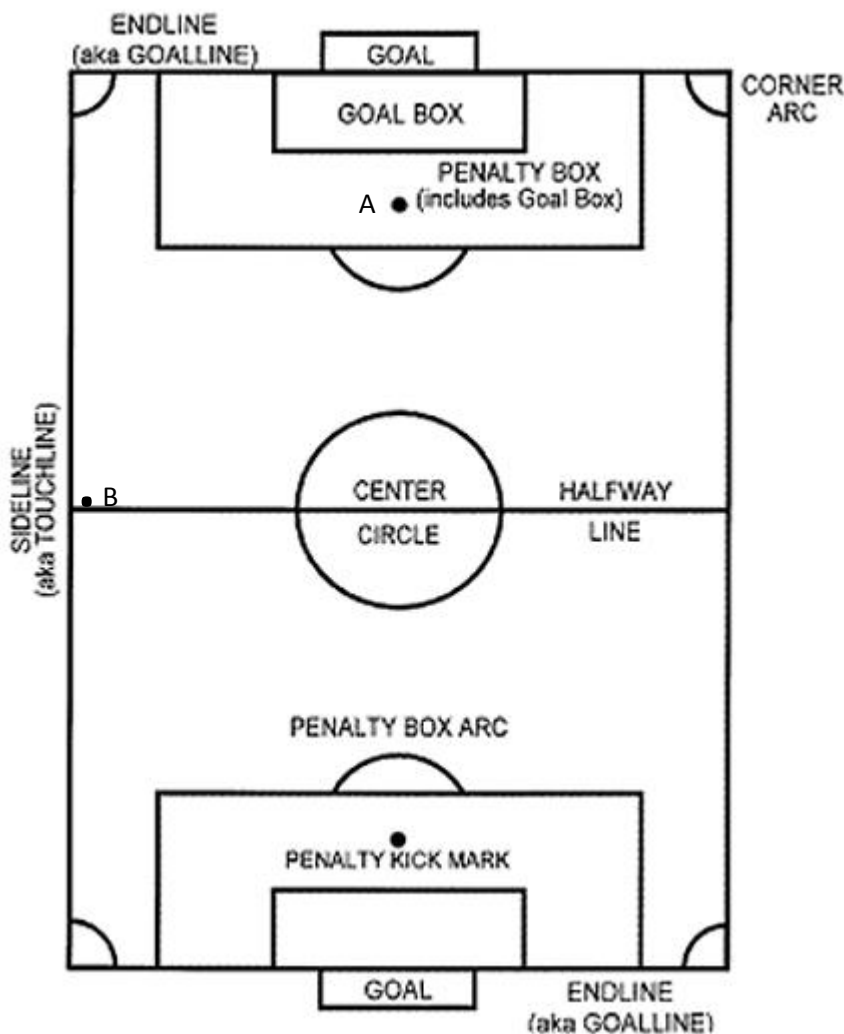 ENDLINE
(aka GOALLINE)
GOAL
CORNER
ARC
GOAL BOX
PENALTY BOX
(includes Goal Box)
A
SIDELINE
(aka TOUCHLINE)
B
CENTER
CIRCLE
HALFWAY
LINE
PENALTY BOX ARC
PENALTY KICK MARK
GOAL
ENDLINE
(aka GOALLINE)